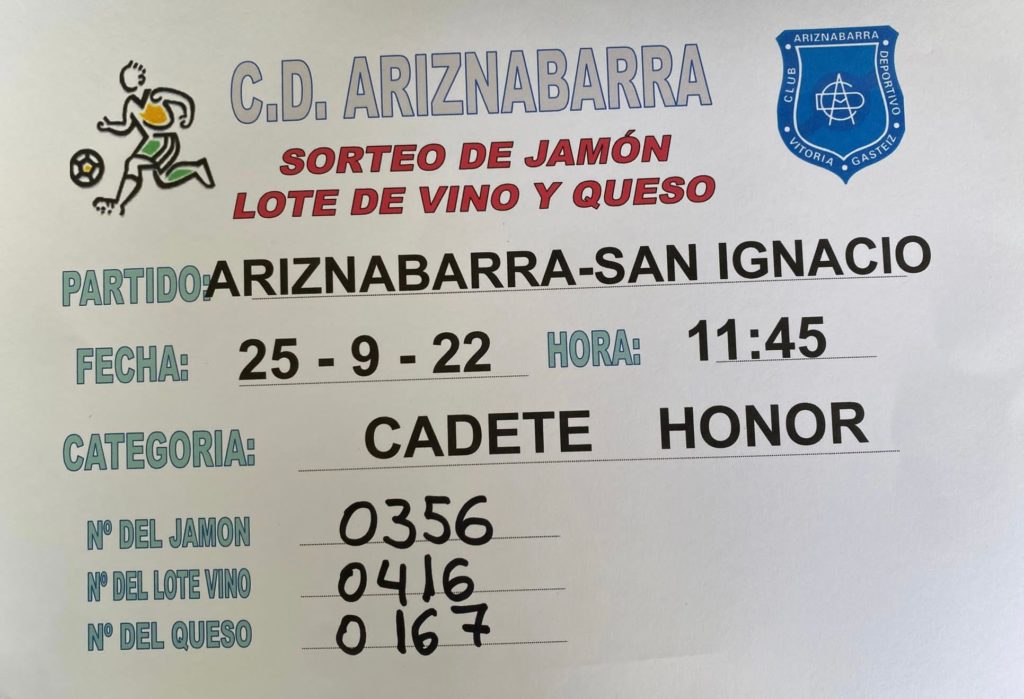 C.D. ARIZNABARRA
SORTEO DE JAMÓN
LOTE DE VINO Y QUESO
ARIZNABARRA
CLUB
DEPORTIVO
VITORIA GASTEIZ
PARTIDO: ARIZNABARRA-SAN IGNACIO
FECHA: 25 - 9 - 22 HORA: 11:45
CATEGORIA: CADETE HONOR
Nº DEL JAMON 0356
Nº DEL LOTE VINO 0416
Nº DEL QUESO 0167